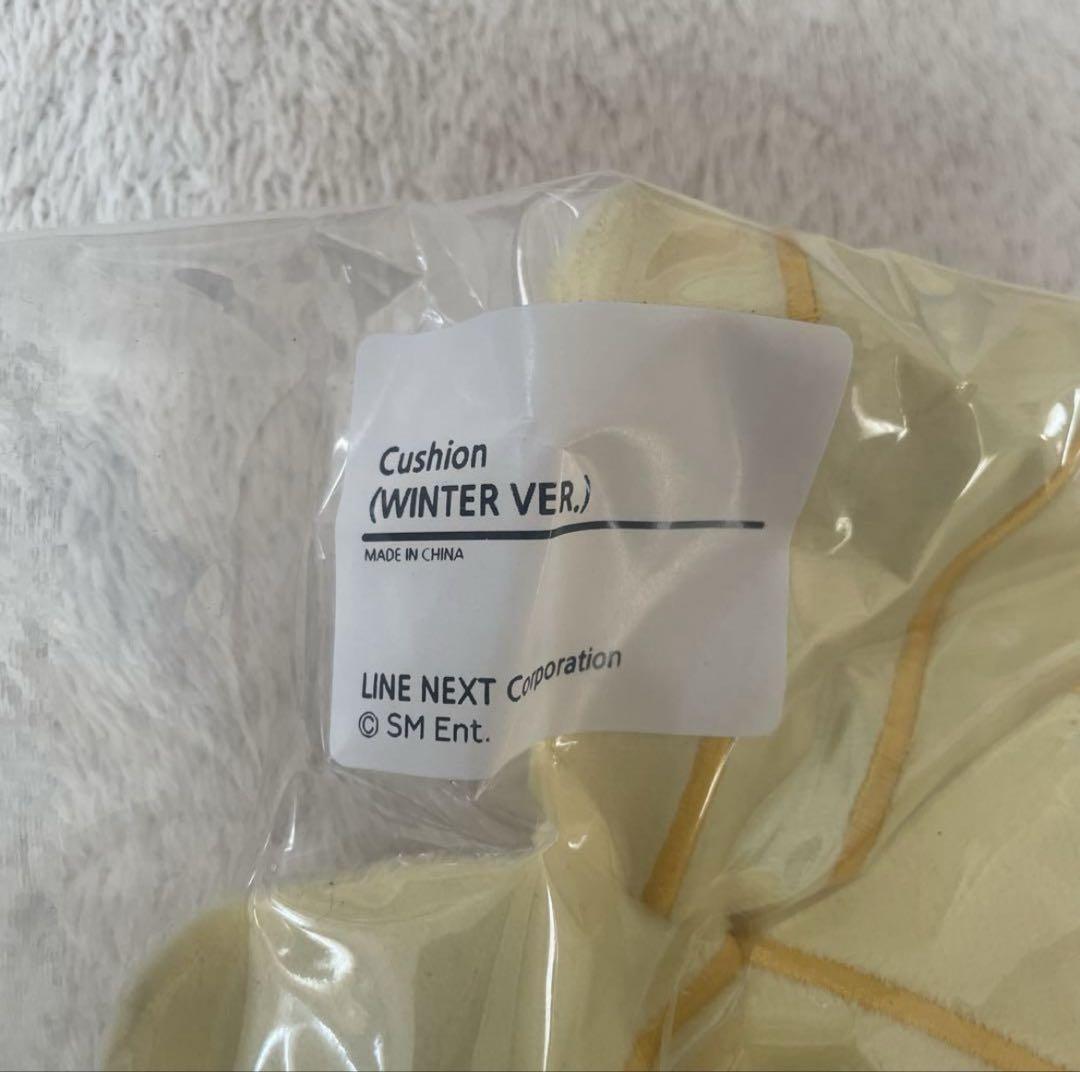 Cushion
(WINTER VER.)
MADE IN CHINA
LINE NEXT Corporation
© SM Ent.